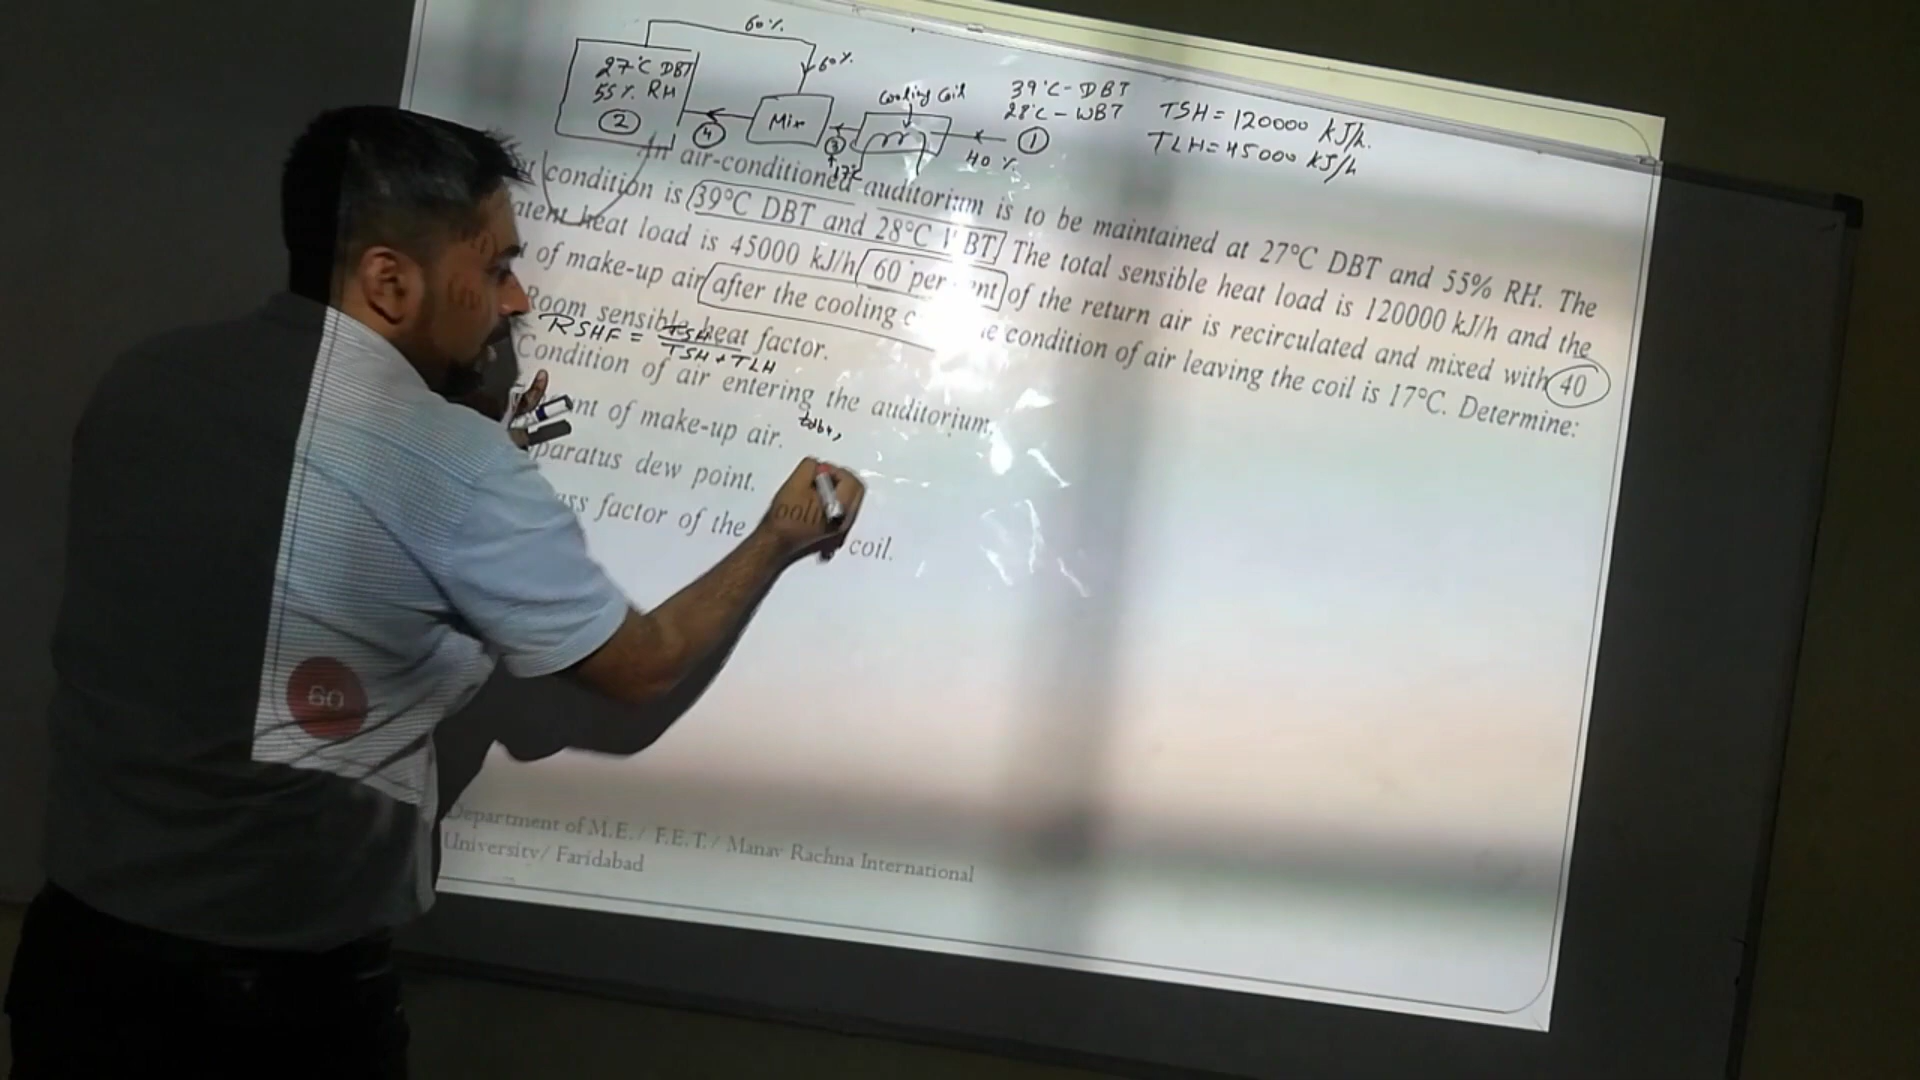 60%
60%
27°C DBT
55% RH
2
4
Mix
3
17°C
Cooling Coil
40%
1
39°C - DBT
28°C - WBT
TSH = 120000 kJ/h.
TLH = 45000 kJ/h
An air-conditioned auditorium is to be maintained at 27°C DBT and 55% RH. The
condition is 39°C DBT and 28°C BT. The total sensible heat load is 120000 kJ/h and the
heat load is 45000 kJ/h. 60 per of the return air is recirculated and mixed with 40
of make-up air after the cooling condition of air leaving the coil is 17°C. Determine:
Room sensible heat factor.
RSHF = TSH / TSH + TLH
Condition of air entering the auditorium.
tdb4,
of make-up air.
dew point.
factor of the coil.
60
Department of M.E. / F.E.T. / Manav Rachna International
University/ Faridabad